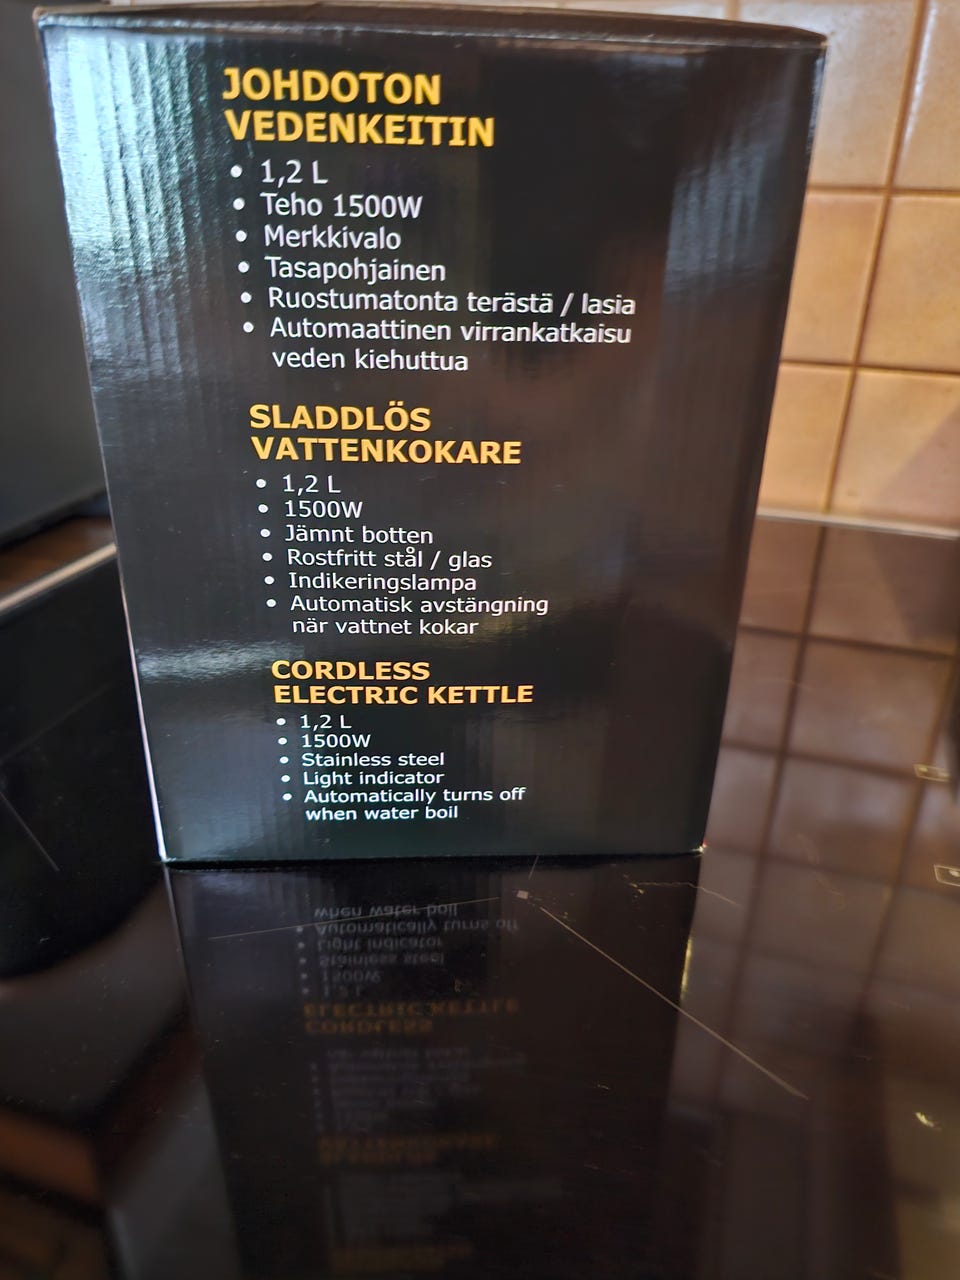 JOHDOTON
VEDENKEITIN
• 1,2 L
• Teho 1500W
• Merkkivalo
• Tasapohjainen
• Ruostumatonta terästä / lasia
• Automaattinen virrankatkaisu
veden kiehuttua
SLADDLÖS
VATTENKOKARE
• 1,2 L
• 1500W
• Jämnt botten
• Rostfritt stål / glas
• Indikeringslampa
• Automatisk avstängning
när vattnet kokar
CORDLESS
ELECTRIC KETTLE
• 1,2 L
• 1500W
• Stainless steel
• Light indicator
• Automatically turns off
when water boil